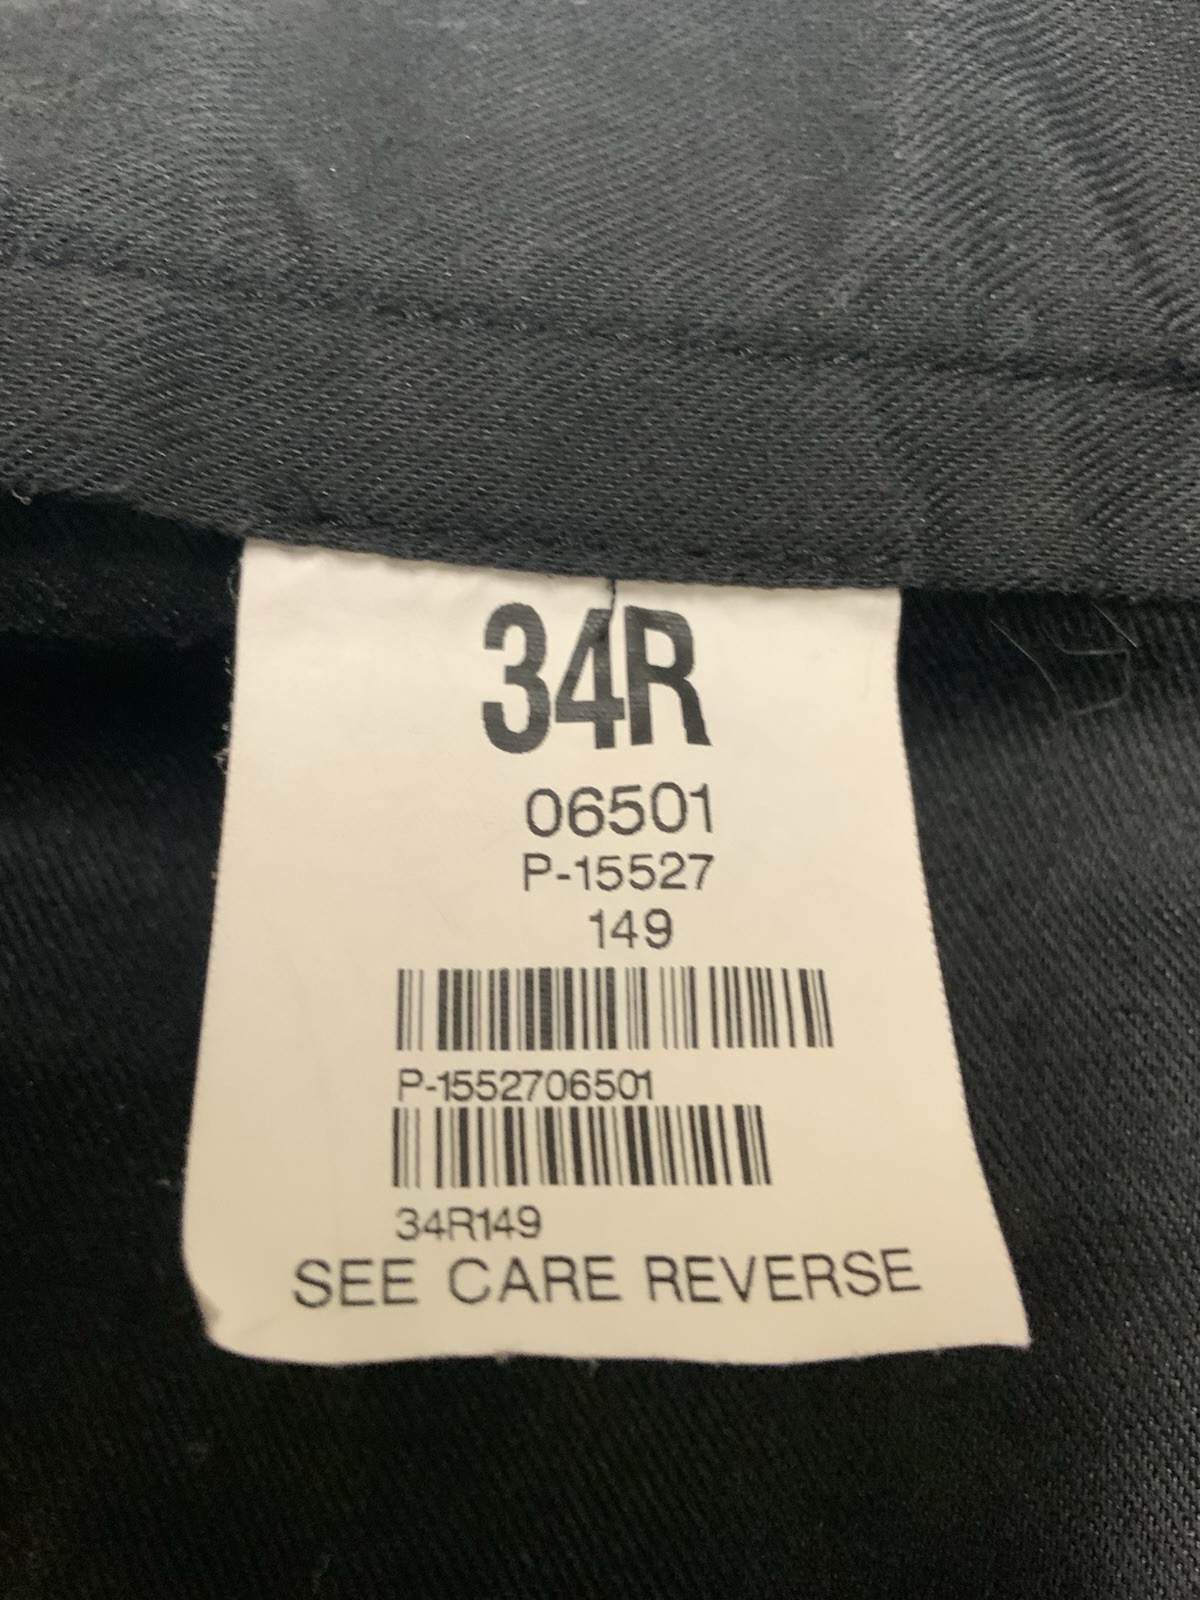 34R
06501
P-15527
149
P-1552706501
34R149
SEE CARE REVERSE